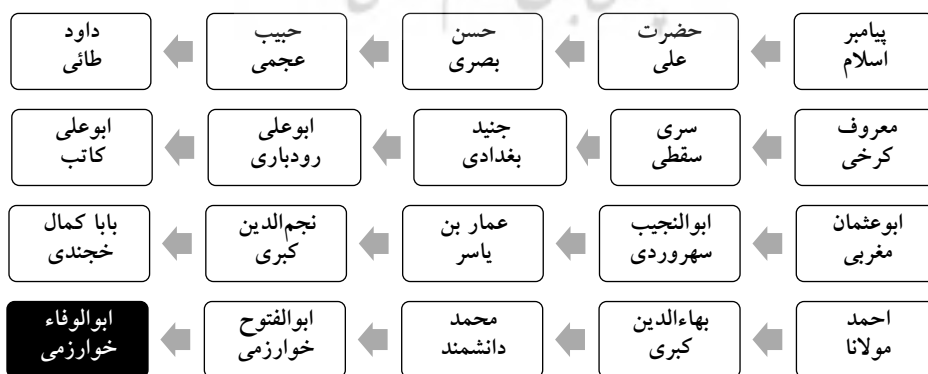 پیامبر
اسلام
حضرت
علی
حسن
بصری
حبیب
عجمی
داود
طائی
معروف
کرخی
سری
سقطی
جنید
بغدادی
ابوعلی
رودباری
ابوعلی
کاتب
ابوعثمان
مغربی
ابوالنجیب
سهروردی
عمار بن
یاسر
نجم‌الدین
کبری
بابا کمال
خجندی
احمد
مولانا
بهاءالدین
کبری
محمد
دانشمند
ابوالفتوح
خوارزمی
ابوالوفاء
خوارزمی